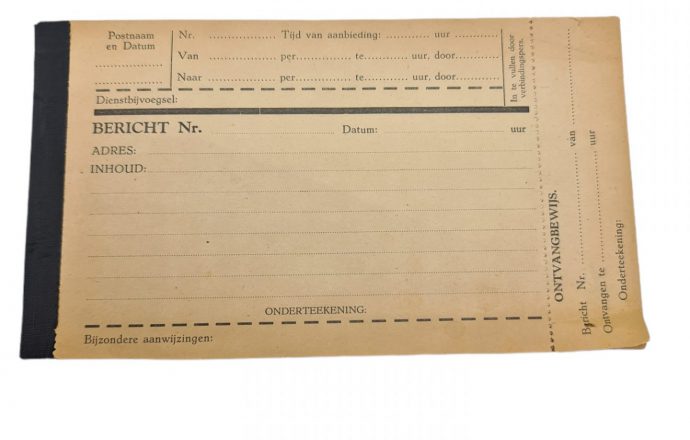 Postnaam
en Datum
Nr. Tijd van aanbieding: uur
Van per te uur, door
Naar per te uur, door
In te vullen door
verbindingspers.
Dienstbijvoegsel:
BERICHT Nr. Datum: uur
ADRES:
INHOUD:
ONDERTEEKENING:
Bijzondere aanwijzingen:
ONTVANGBEWIJS.
Bericht Nr. van
Ontvangen te uur
Onderteekening: